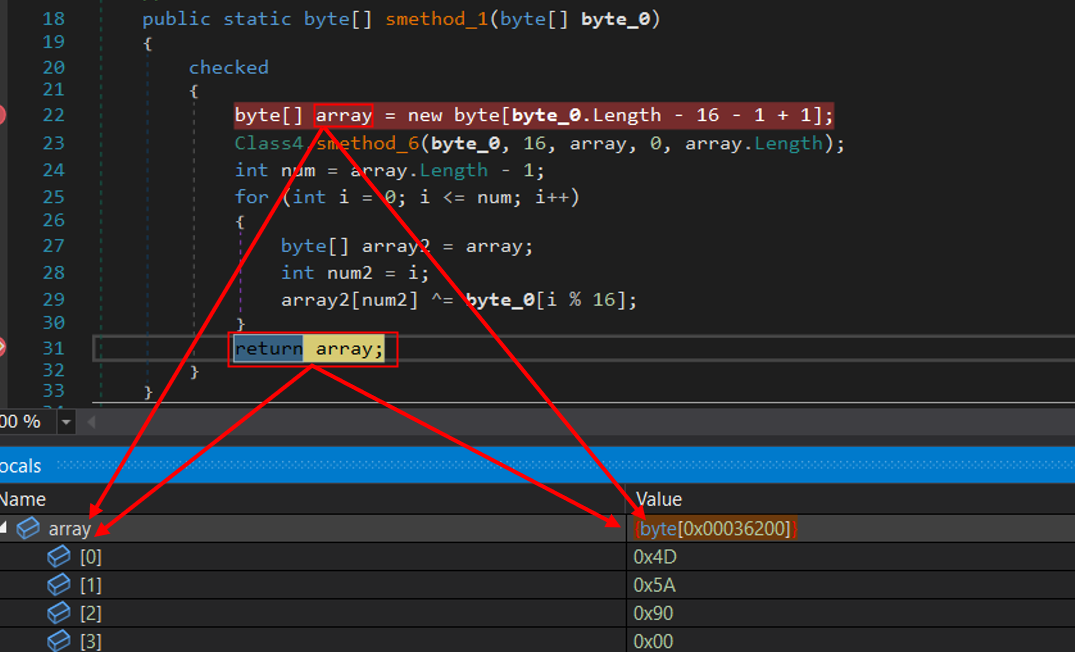 18 public static byte[] smethod_1(byte[] byte_0)
19 {
20 checked
21 {
22 byte[] array = new byte[byte_0.Length - 16 - 1 + 1];
23 Class4.smethod_6(byte_0, 16, array, 0, array.Length);
24 int num = array.Length - 1;
25 for (int i = 0; i <= num; i++)
26 {
27 byte[] array2 = array;
28 int num2 = i;
29 array2[num2] ^= byte_0[i % 16];
30 }
31 return array;
32 }
33 }
00 %
ocals
Name Value
array {byte[0x00036200]}
[0] 0x4D
[1] 0x5A
[2] 0x90
[3] 0x00